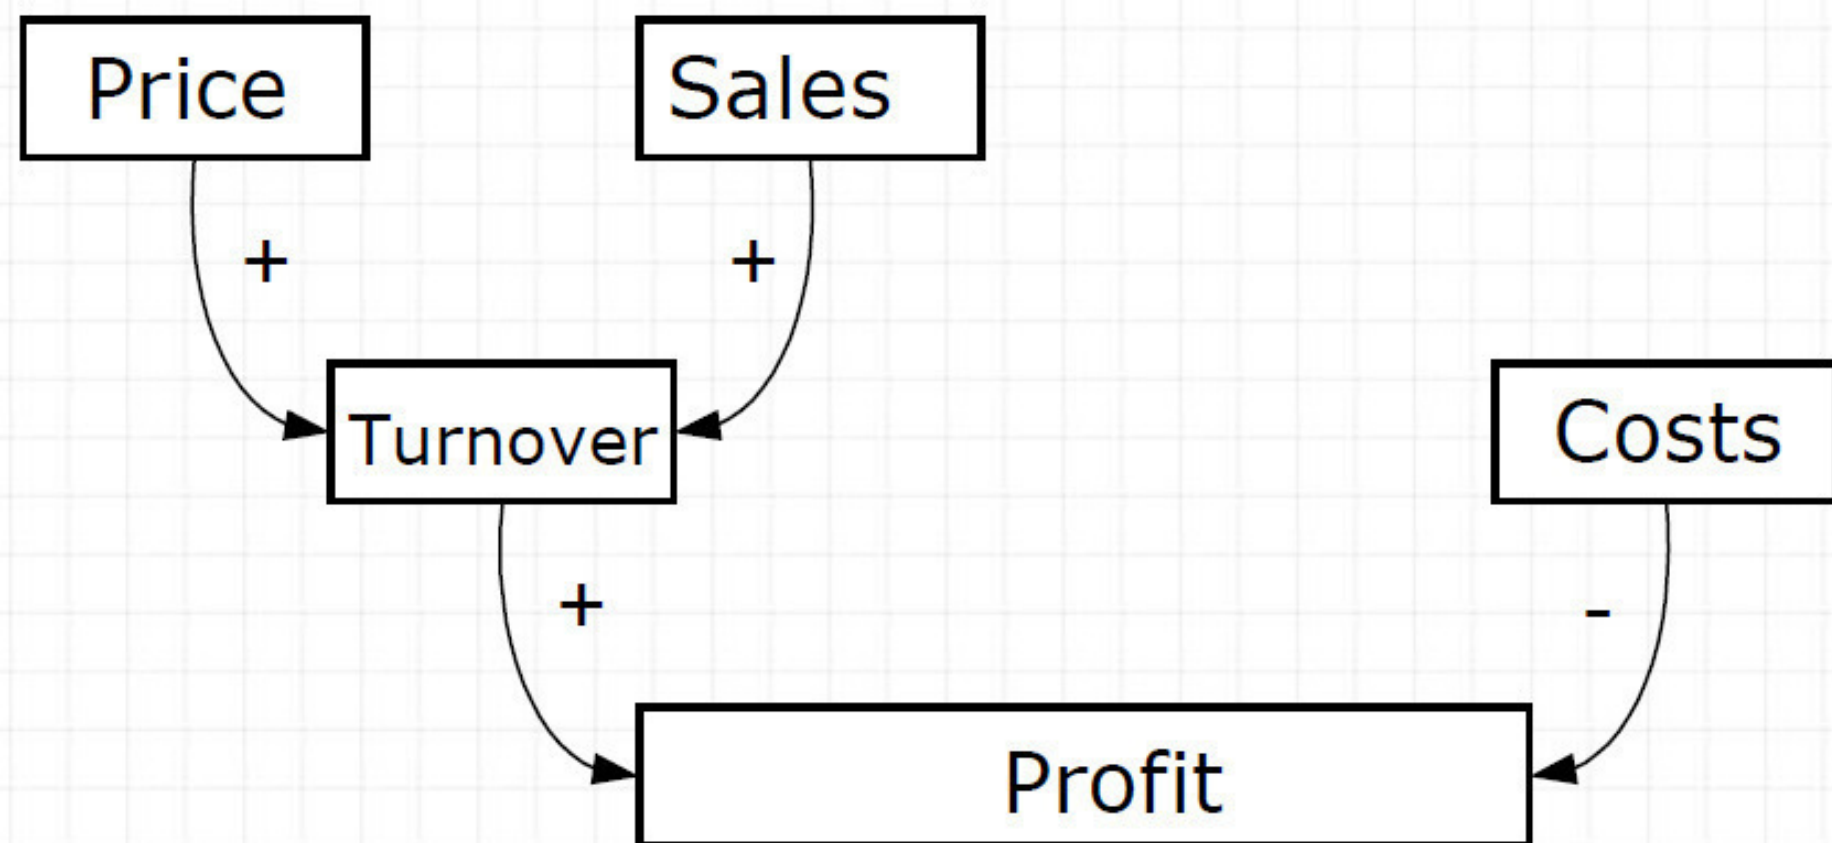 Price
Sales
+
+
Turnover
Costs
+
-
Profit